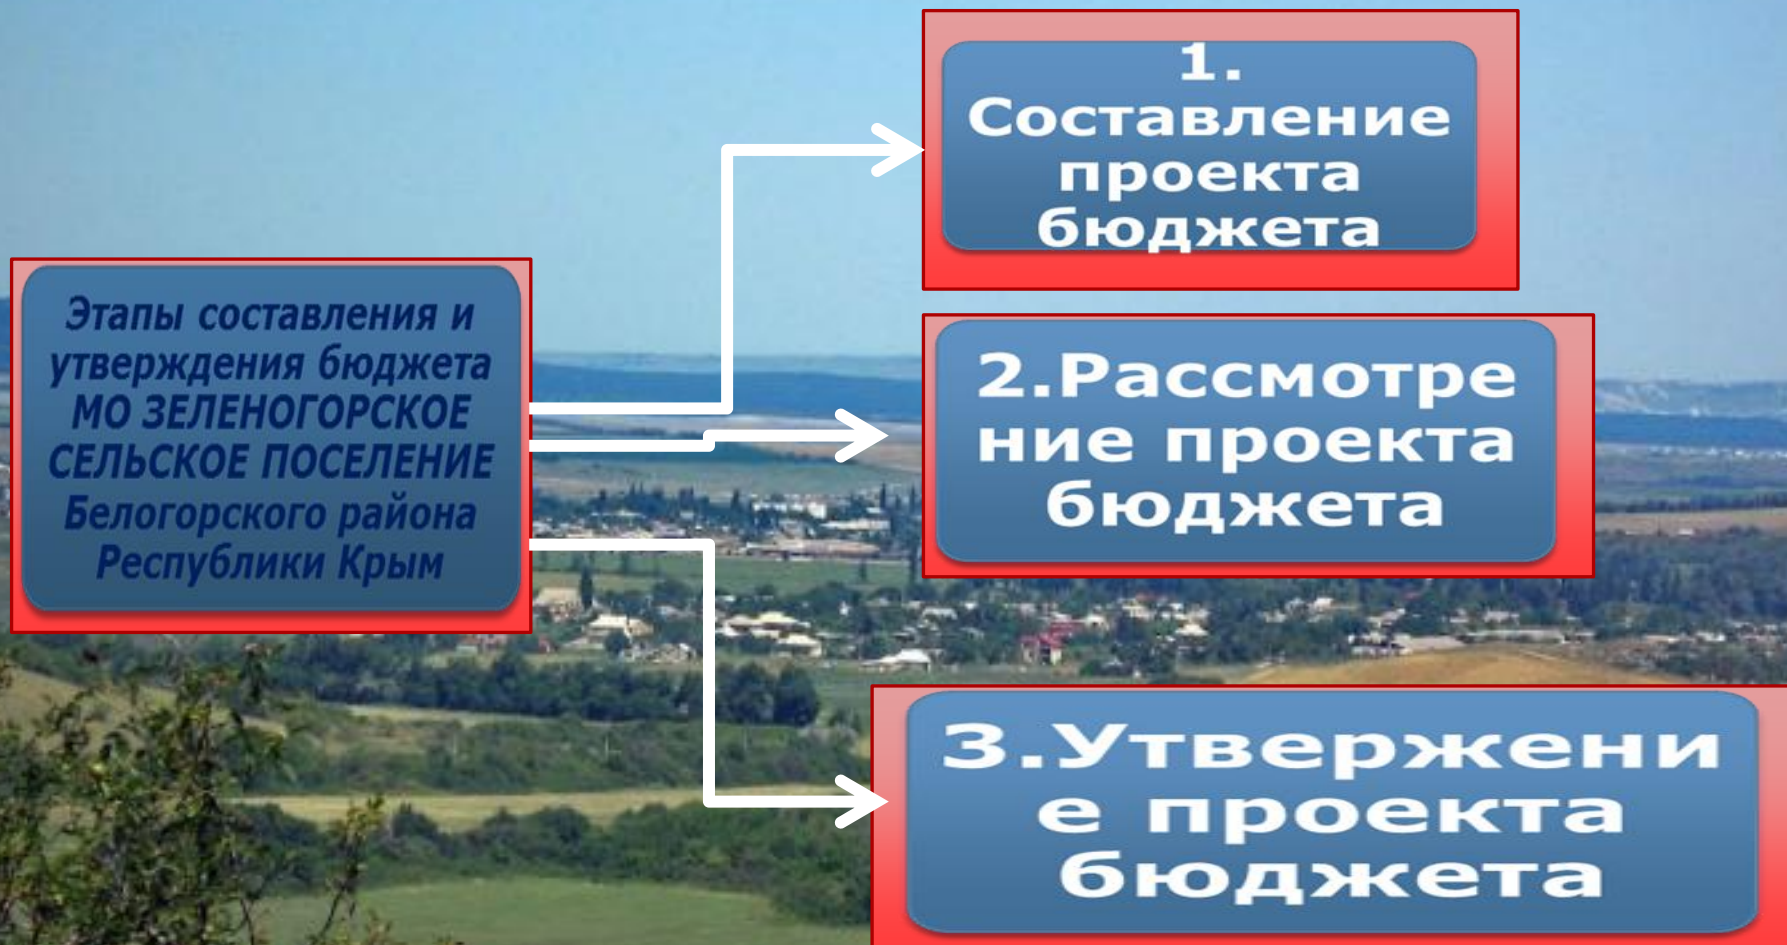 Этапы составления и
утверждения бюджета
МО ЗЕЛЕНОГОРСКОЕ
СЕЛЬСКОЕ ПОСЕЛЕНИЕ
Белогорского района
Республики Крым
1.
Составление
проекта
бюджета
2.Рассмотре
ние проекта
бюджета
3.Утвержени
е проекта
бюджета